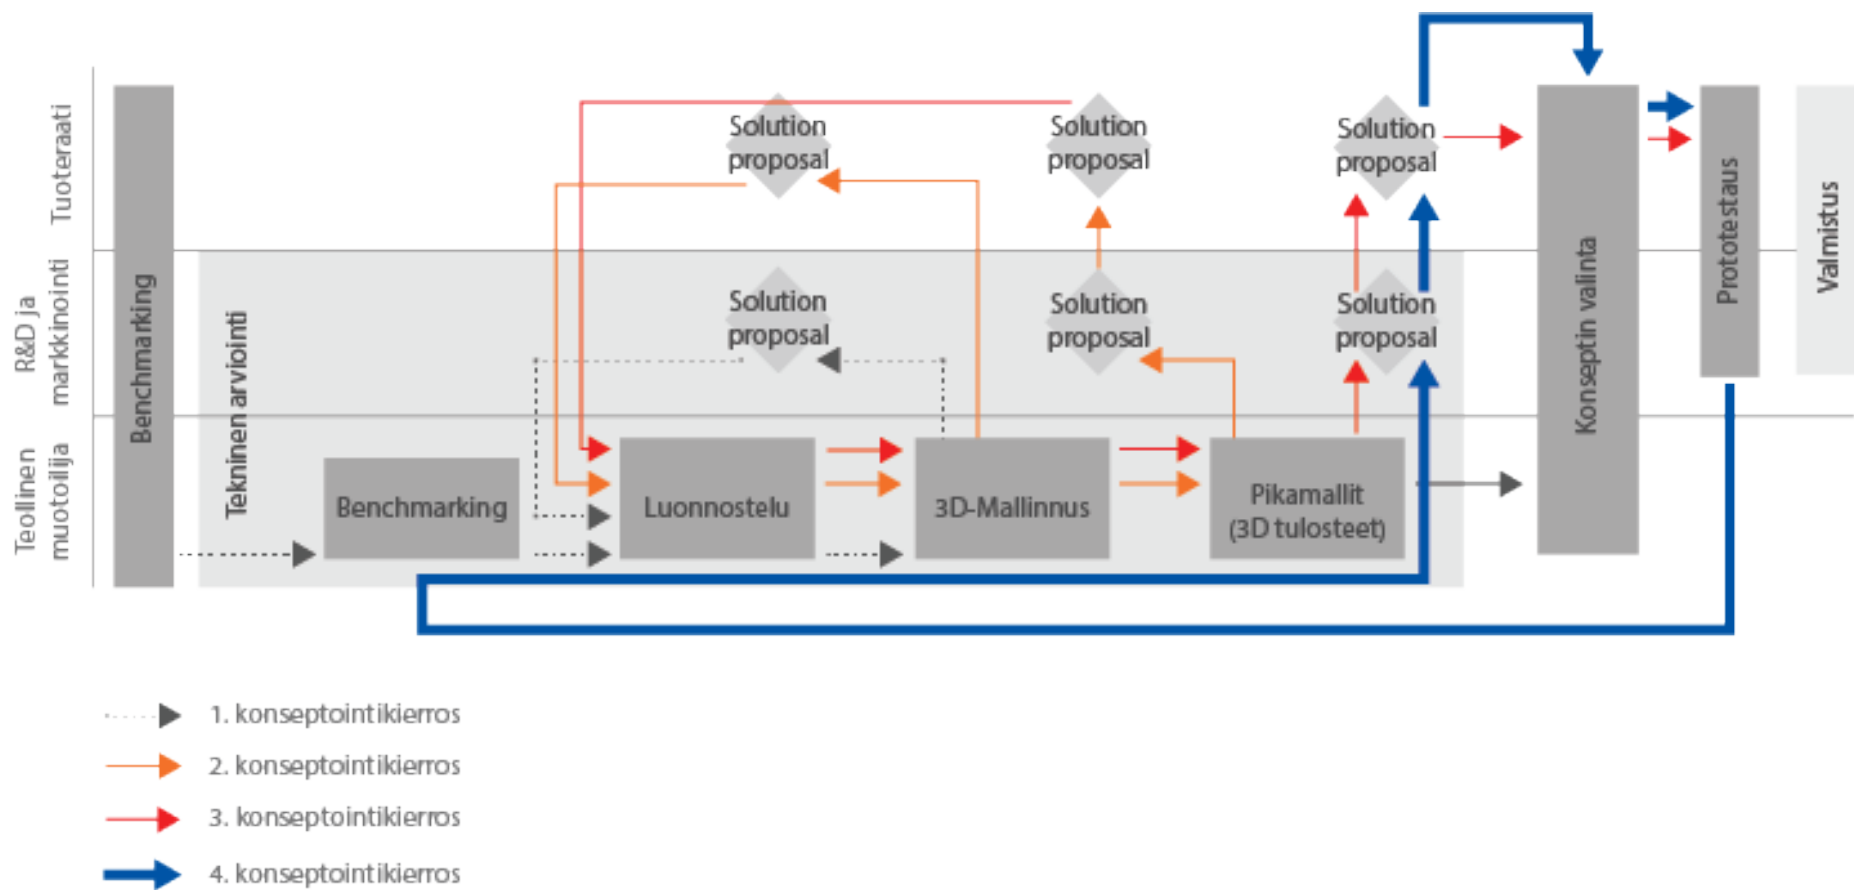 Tuoteraati
R&D ja
markkinointi
Teollinen
muotoilija
Benchmarking
Tekninen arviointi
Solution
proposal
Solution
proposal
Solution
proposal
Solution
proposal
Solution
proposal
Solution
proposal
Benchmarking
Luonnostelu
3D-Mallinnus
Pikamallit
(3D tulosteet)
Konseptin valinta
Prototestaus
Valmistus
1. konseptointikierros
2. konseptointikierros
3. konseptointikierros
4. konseptointikierros